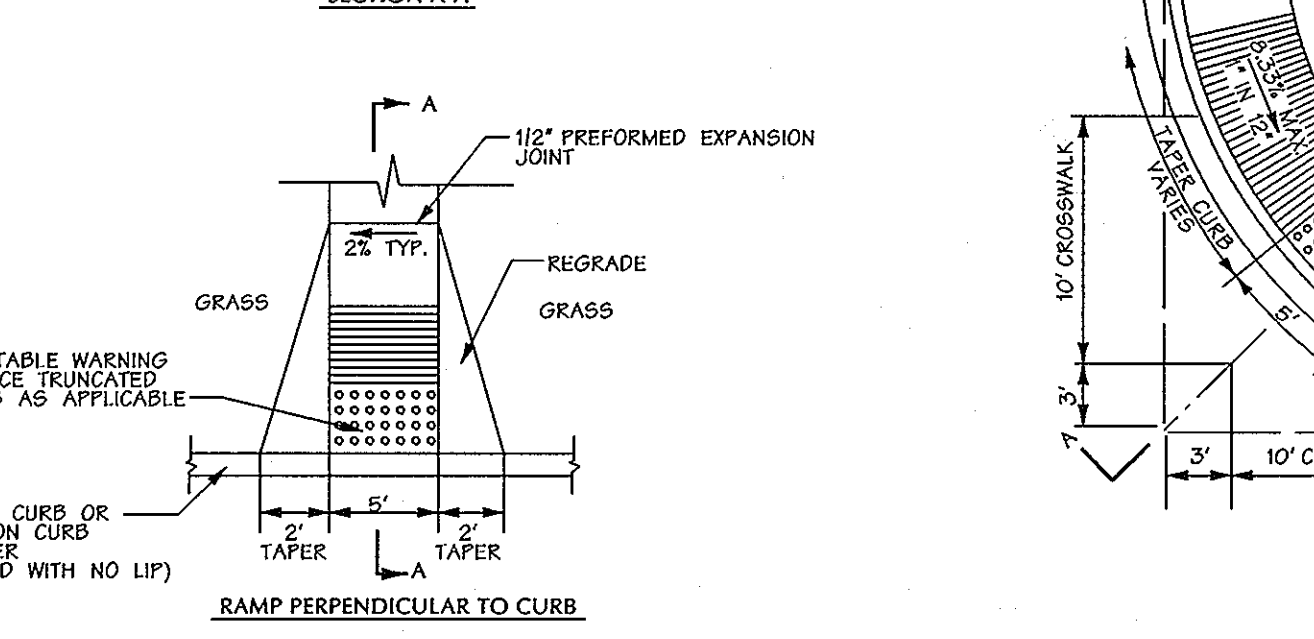 A
1/2" PREFORMED EXPANSION
JOINT
2% TYP.
REGRADE
GRASS
GRASS
TABLE WARNING
CE TRUNCATED
S AS APPLICABLE
CURB OR
ON CURB
ER
D WITH NO LIP)
5'
2'
TAPER
2'
TAPER
A
RAMP PERPENDICULAR TO CURB
8.33% MAX.
" IN 12"
TAPER CURB
VARIES
10' CROSSWALK
5'
3'
A
3'
10' C